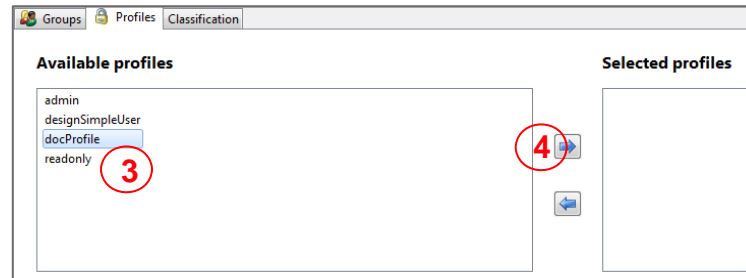 Groups Profiles Classification
Available profiles Selected profiles
admin
designSimpleUser
docProfile
readonly
3
4